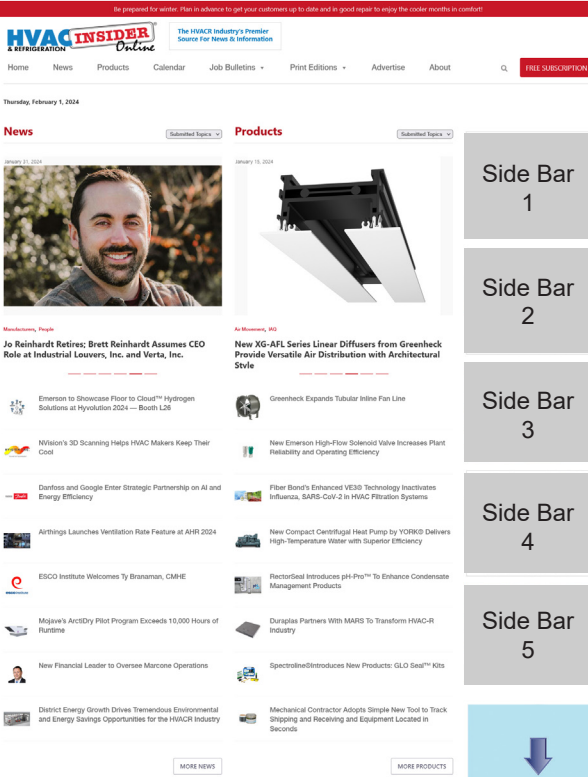 Be prepared for winter. Plan in advance to get your customers up to date and in good repair to enjoy the cooler months in comfort!
HVAC INSIDER
& REFRIGERATION Online
The HVACR Industry's Premier
Source For News & Information
Home News Products Calendar Job Bulletins Print Editions Advertise About FREE SUBSCRIPTION
Thursday, February 1, 2024
News
Submitted Topics
January 31, 2024
Manufacturers, People
Jo Reinhardt Retires; Brett Reinhardt Assumes CEO
Role at Industrial Louvers, Inc. and Verta, Inc.
Emerson to Showcase Floor to Cloud™ Hydrogen
Solutions at Hyvolution 2024 — Booth L26
NVision's 3D Scanning Helps HVAC Makers Keep Their
Cool
Danfoss and Google Enter Strategic Partnership on AI and
Energy Efficiency
Airthings Launches Ventilation Rate Feature at AHR 2024
ESCO Institute Welcomes Ty Branaman, CMHE
Mojave's ArctiDry Pilot Program Exceeds 10,000 Hours of
Runtime
New Financial Leader to Oversee Marcone Operations
District Energy Growth Drives Tremendous Environmental
and Energy Savings Opportunities for the HVACR Industry
MORE NEWS
Products
Submitted Topics
January 15, 2024
Air Movement, IAQ
New XG-AFL Series Linear Diffusers from Greenheck
Provide Versatile Air Distribution with Architectural
Style
Greenheck Expands Tubular Inline Fan Line
New Emerson High-Flow Solenoid Valve Increases Plant
Reliability and Operating Efficiency
Fiber Bond's Enhanced VE3® Technology Inactivates
Influenza, SARS-CoV-2 in HVAC Filtration Systems
New Compact Centrifugal Heat Pump by YORK® Delivers
High-Temperature Water with Superior Efficiency
RectorSeal Introduces pH-Pro™ To Enhance Condensate
Management Products
Duraplas Partners With MARS To Transform HVAC-R
Industry
Spectroline®Introduces New Products: GLO Seal™ Kits
Mechanical Contractor Adopts Simple New Tool to Track
Shipping and Receiving and Equipment Located in
Seconds
MORE PRODUCTS
Side Bar
1
Side Bar
2
Side Bar
3
Side Bar
4
Side Bar
5